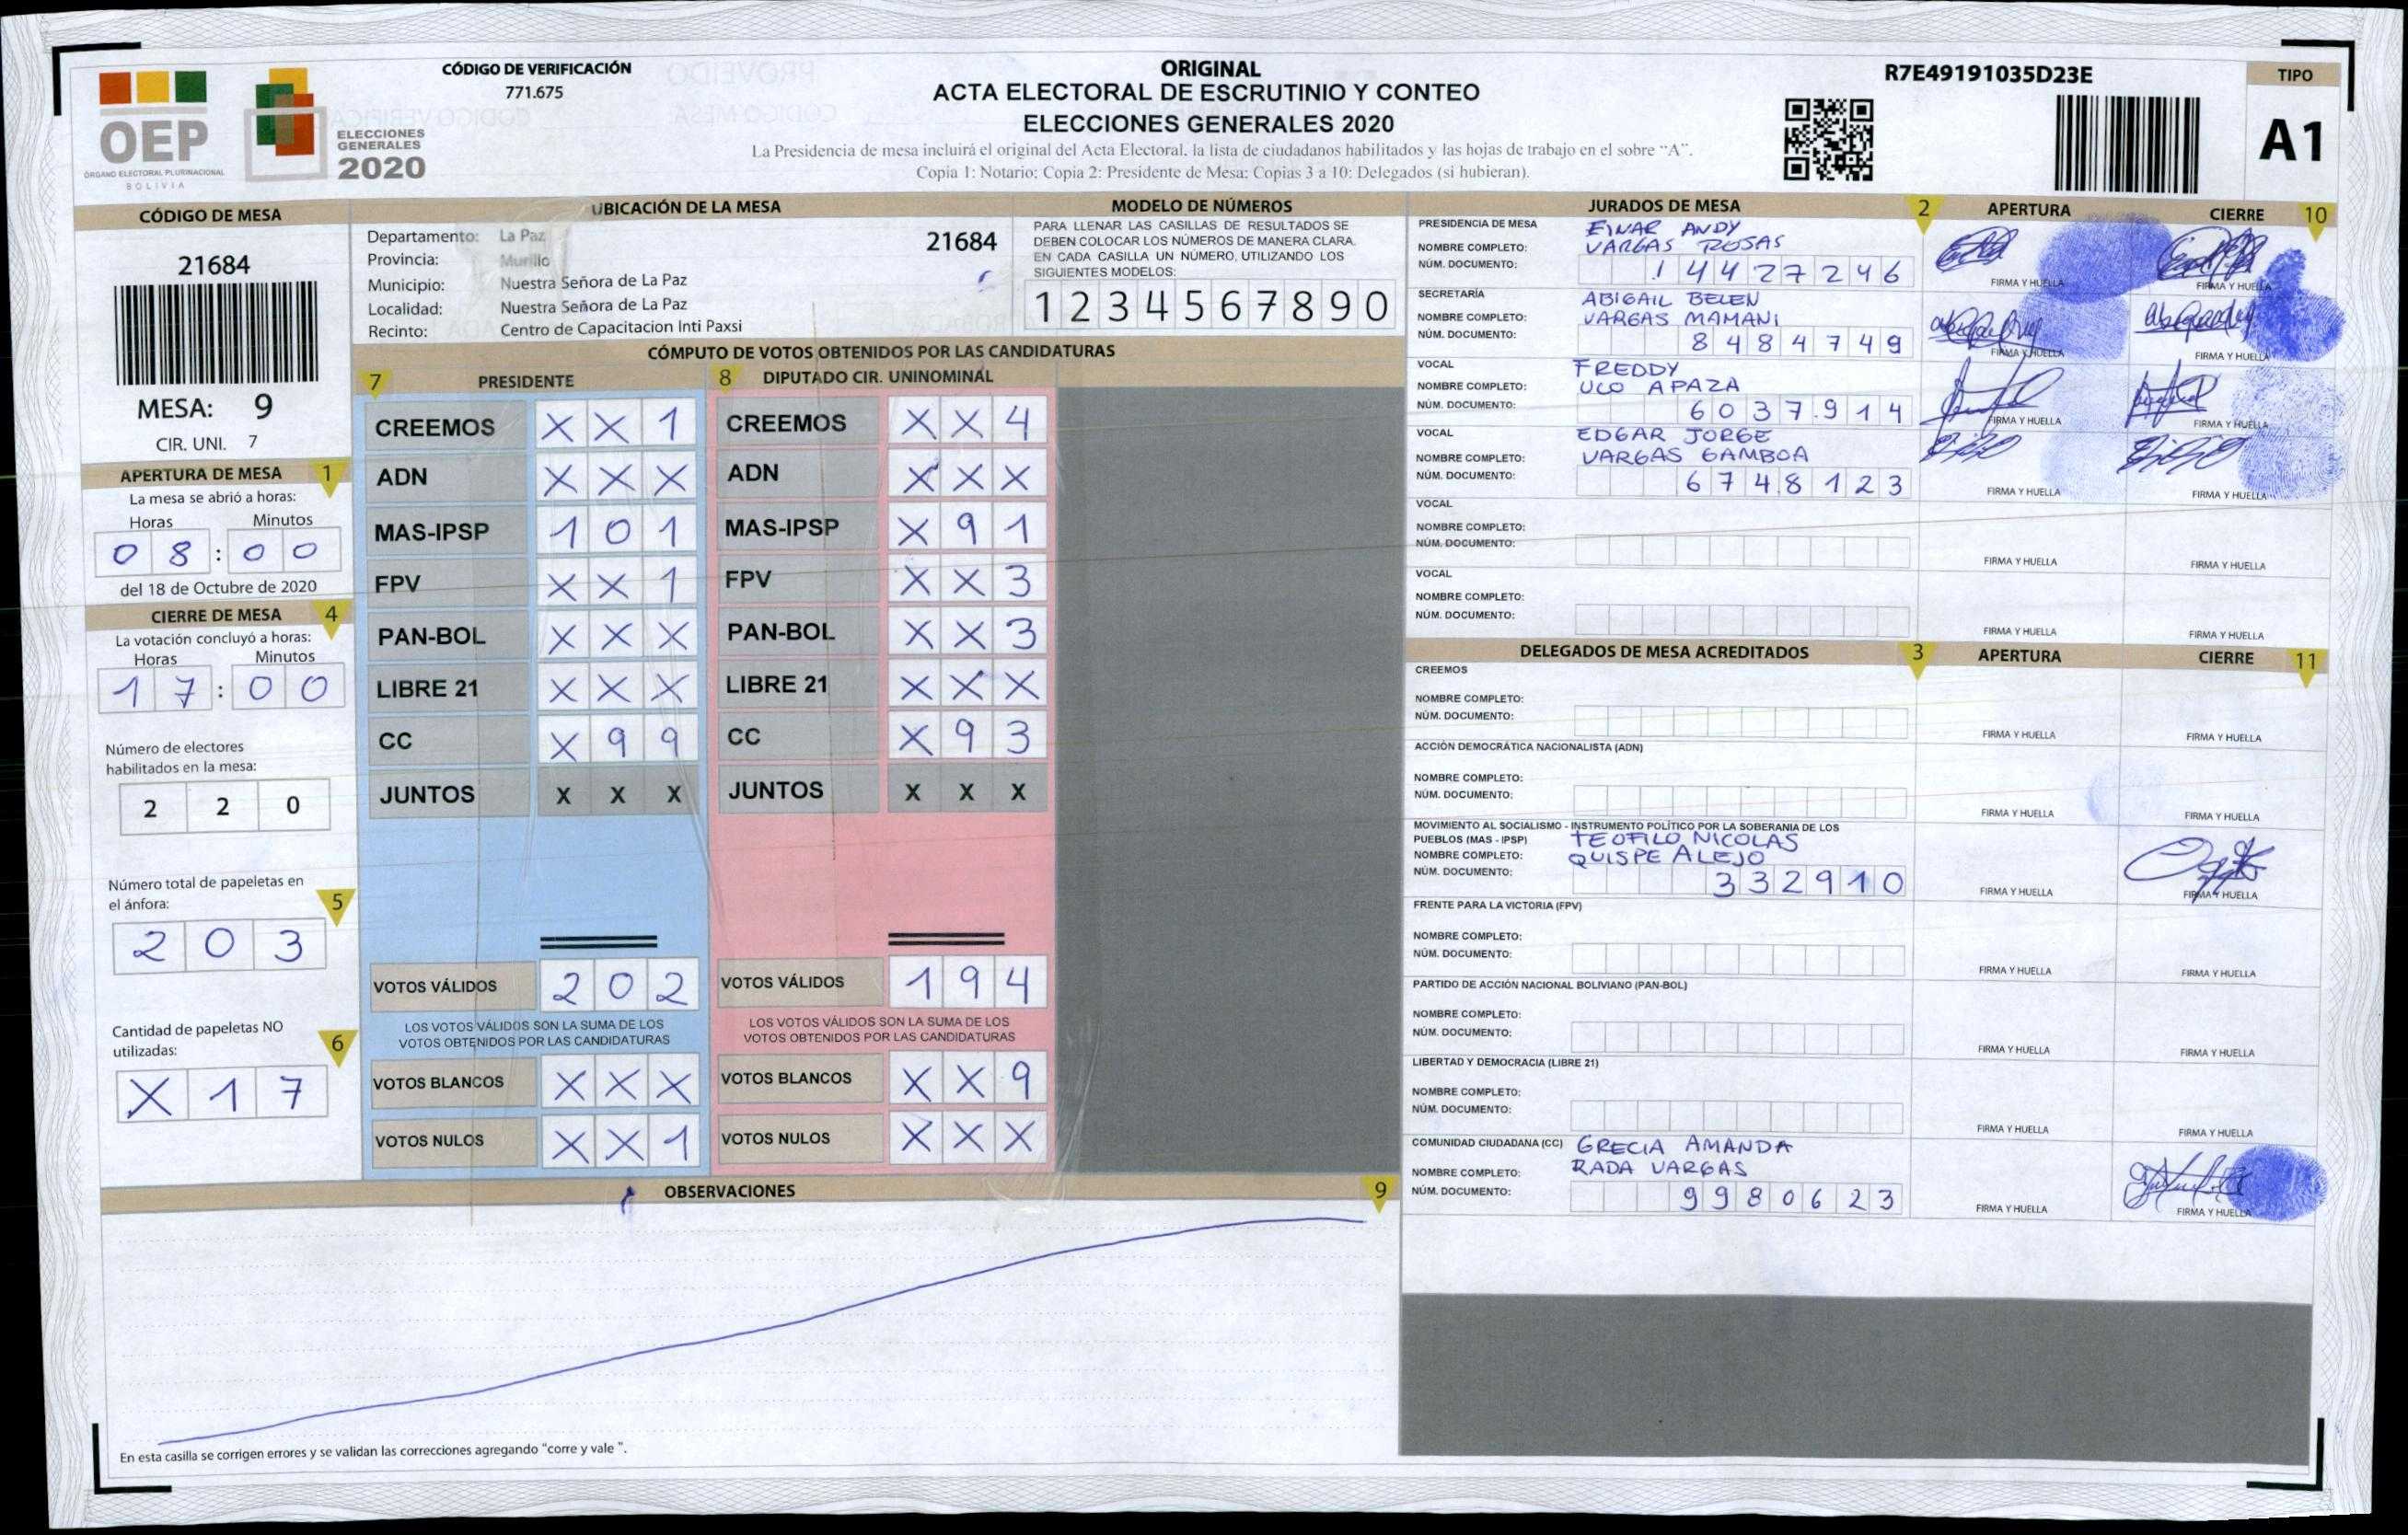 CÓDIGO DE VERIFICACIÓN
771.675
ORIGINAL
ACTA ELECTORAL DE ESCRUTINIO Y CONTEO
ELECCIONES GENERALES 2020
La Presidencia de mesa incluirá el original del Acta Electoral, la lista de ciudadanos habilitados y las hojas de trabajo en el sobre "A".
Copia 1: Notario; Copia 2: Presidente de Mesa; Copias 3 a 10: Delegados (si hubieran).
R7E49191035D23E
TIPO
A1
OEP
ÓRGANO ELECTORAL PLURINACIONAL
BOLIVIA
ELECCIONES
GENERALES
2020
CÓDIGO DE MESA
21684
MESA: 9
CIR. UNI. 7
APERTURA DE MESA 1
La mesa se abrió a horas:
Horas Minutos
0 8 : 0 0
del 18 de Octubre de 2020
CIERRE DE MESA 4
La votación concluyó a horas:
Horas Minutos
1 7 : 0 0
Número de electores
habilitados en la mesa:
2 2 0
Número total de papeletas en
el ánfora: 5
2 0 3
Cantidad de papeletas NO
utilizadas: 6
X 1 7
UBICACIÓN DE LA MESA
Departamento: La Paz 21684
Provincia: Murillo
Municipio: Nuestra Señora de La Paz
Localidad: Nuestra Señora de La Paz
Recinto: Centro de Capacitacion Inti Paxsi
MODELO DE NÚMEROS
PARA LLENAR LAS CASILLAS DE RESULTADOS SE
DEBEN COLOCAR LOS NÚMEROS DE MANERA CLARA.
EN CADA CASILLA UN NÚMERO, UTILIZANDO LOS
SIGUIENTES MODELOS:
1 2 3 4 5 6 7 8 9 0
CÓMPUTO DE VOTOS OBTENIDOS POR LAS CANDIDATURAS
7 PRESIDENTE
CREEMOS X X 1
ADN X X X
MAS-IPSP 1 0 1
FPV X X 1
PAN-BOL X X X
LIBRE 21 X X X
CC X 9 9
JUNTOS X X X
VOTOS VÁLIDOS 2 0 2
LOS VOTOS VÁLIDOS SON LA SUMA DE LOS
VOTOS OBTENIDOS POR LAS CANDIDATURAS
VOTOS BLANCOS X X X
VOTOS NULOS X X 1
8 DIPUTADO CIR. UNINOMINAL
CREEMOS X X 4
ADN X X X
MAS-IPSP X 9 1
FPV X X 3
PAN-BOL X X 3
LIBRE 21 X X X
CC X 9 3
JUNTOS X X X
VOTOS VÁLIDOS 1 9 4
LOS VOTOS VÁLIDOS SON LA SUMA DE LOS
VOTOS OBTENIDOS POR LAS CANDIDATURAS
VOTOS BLANCOS X X 9
VOTOS NULOS X X X
OBSERVACIONES 9
En esta casilla se corrigen errores y se validan las correcciones agregando "corre y vale ".
JURADOS DE MESA 2 APERTURA CIERRE 10
PRESIDENCIA DE MESA EINAR ANDY
NOMBRE COMPLETO: VARGAS ROSAS
NÚM. DOCUMENTO: 1 4 4 2 7 2 4 6
FIRMA Y HUELLA FIRMA Y HUELLA
SECRETARÍA ABIGAIL BELEN
NOMBRE COMPLETO: VARGAS MAMANI
NÚM. DOCUMENTO: 8 4 8 4 7 4 9
FIRMA Y HUELLA FIRMA Y HUELLA
VOCAL FREDDY
NOMBRE COMPLETO: UCO APAZA
NÚM. DOCUMENTO: 6 0 3 7 9 1 4
FIRMA Y HUELLA FIRMA Y HUELLA
VOCAL EDGAR JORGE
NOMBRE COMPLETO: VARGAS GAMBOA
NÚM. DOCUMENTO: 6 7 4 8 1 2 3
FIRMA Y HUELLA FIRMA Y HUELLA
VOCAL
NOMBRE COMPLETO:
NÚM. DOCUMENTO:
FIRMA Y HUELLA FIRMA Y HUELLA
VOCAL
NOMBRE COMPLETO:
NÚM. DOCUMENTO:
FIRMA Y HUELLA FIRMA Y HUELLA
DELEGADOS DE MESA ACREDITADOS 3 APERTURA CIERRE 11
CREEMOS
NOMBRE COMPLETO:
NÚM. DOCUMENTO:
FIRMA Y HUELLA FIRMA Y HUELLA
ACCIÓN DEMOCRÁTICA NACIONALISTA (ADN)
NOMBRE COMPLETO:
NÚM. DOCUMENTO:
FIRMA Y HUELLA FIRMA Y HUELLA
MOVIMIENTO AL SOCIALISMO - INSTRUMENTO POLÍTICO POR LA SOBERANIA DE LOS
PUEBLOS (MAS - IPSP) TEOFILO NICOLAS
NOMBRE COMPLETO: QUISPE ALEJO
NÚM. DOCUMENTO: 3 3 2 9 1 0
FIRMA Y HUELLA FIRMA Y HUELLA
FRENTE PARA LA VICTORIA (FPV)
NOMBRE COMPLETO:
NÚM. DOCUMENTO:
FIRMA Y HUELLA FIRMA Y HUELLA
PARTIDO DE ACCIÓN NACIONAL BOLIVIANO (PAN-BOL)
NOMBRE COMPLETO:
NÚM. DOCUMENTO:
FIRMA Y HUELLA FIRMA Y HUELLA
LIBERTAD Y DEMOCRACIA (LIBRE 21)
NOMBRE COMPLETO:
NÚM. DOCUMENTO:
FIRMA Y HUELLA FIRMA Y HUELLA
COMUNIDAD CIUDADANA (CC) GRECIA AMANDA
NOMBRE COMPLETO: RADA VARGAS
NÚM. DOCUMENTO: 9 9 8 0 6 2 3
FIRMA Y HUELLA FIRMA Y HUELLA